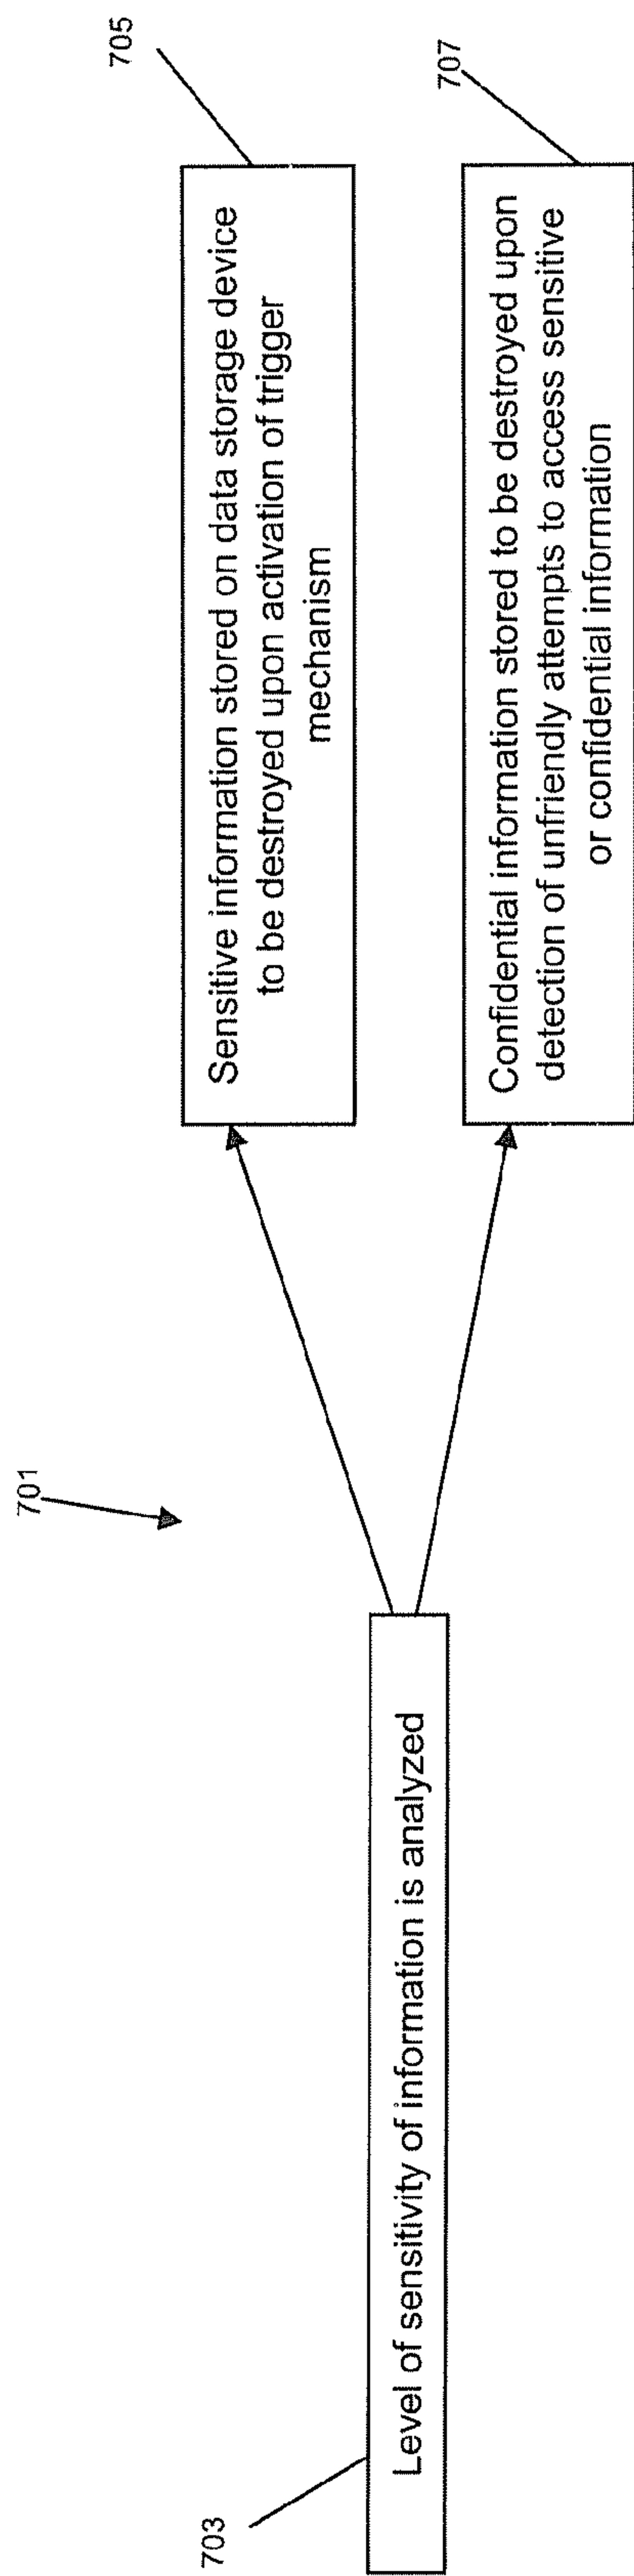 701
703
Level of sensitivity of information is analyzed
705
Sensitive information stored on data storage device
to be destroyed upon activation of trigger
mechanism
707
Confidential information stored to be destroyed upon
detection of unfriendly attempts to access sensitive
or confidential information